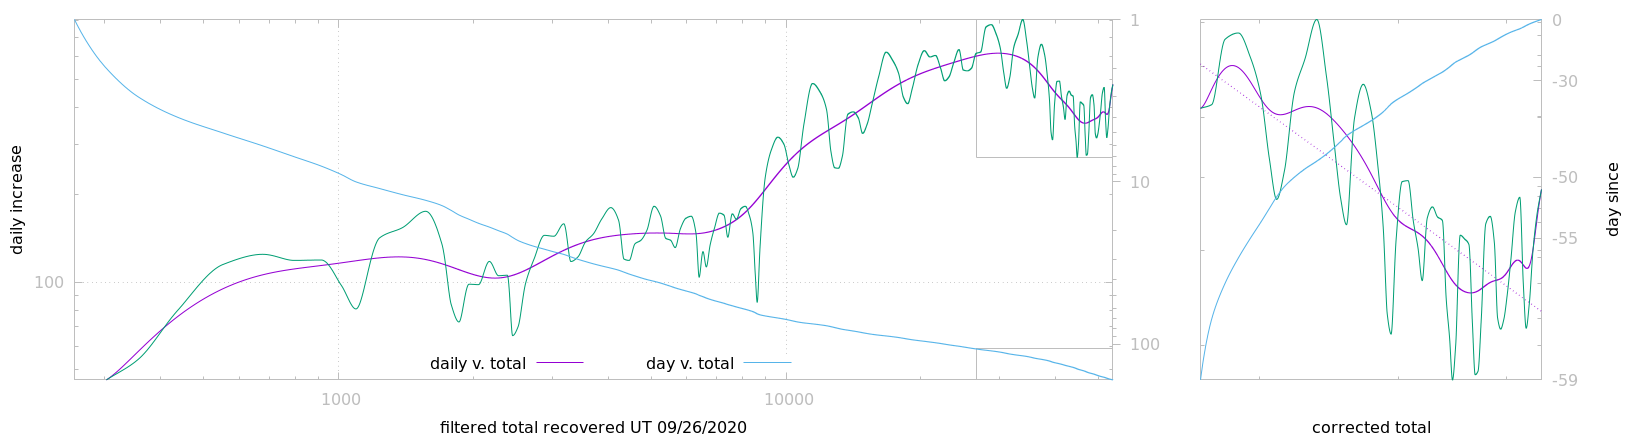 daily increase
100
1000
10000
1
10
100
daily v. total
day v. total
filtered total recovered UT 09/26/2020
0
-30
-50
-55
-59
day since
corrected total